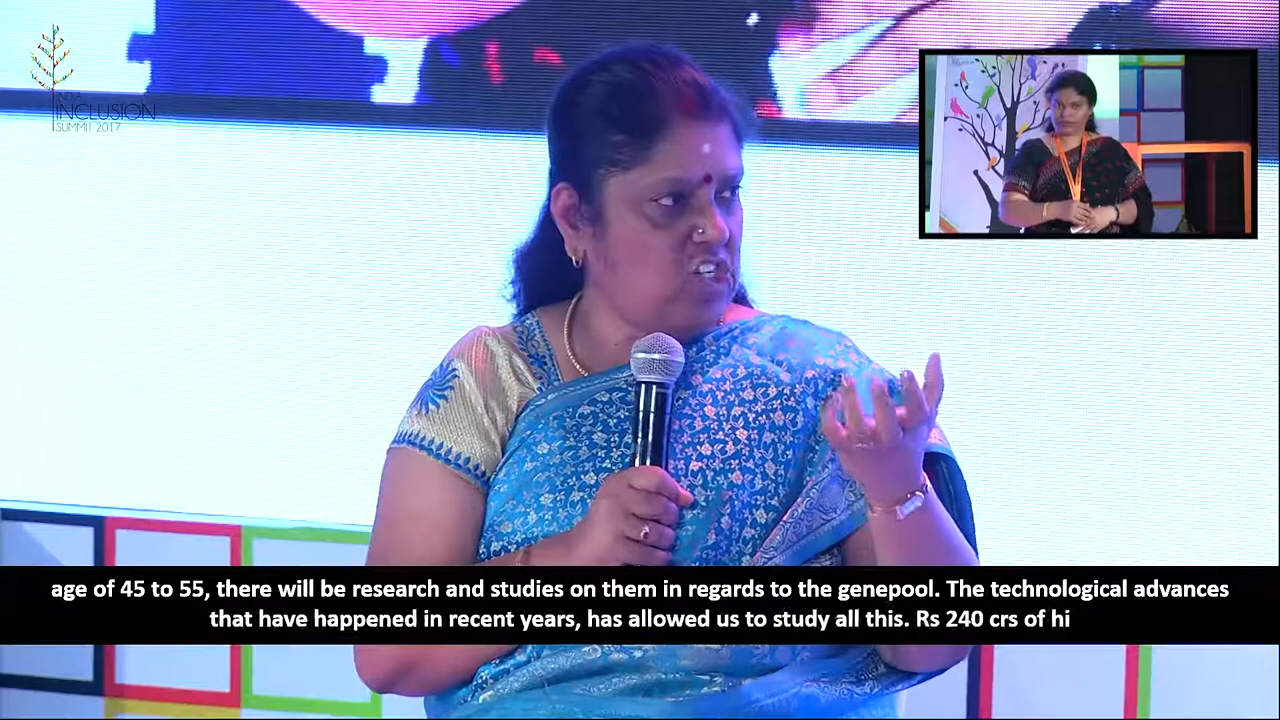 INCLUSION
SUMMIT 2017
age of 45 to 55, there will be research and studies on them in regards to the genepool. The technological advances
that have happened in recent years, has allowed us to study all this. Rs 240 crs of hi